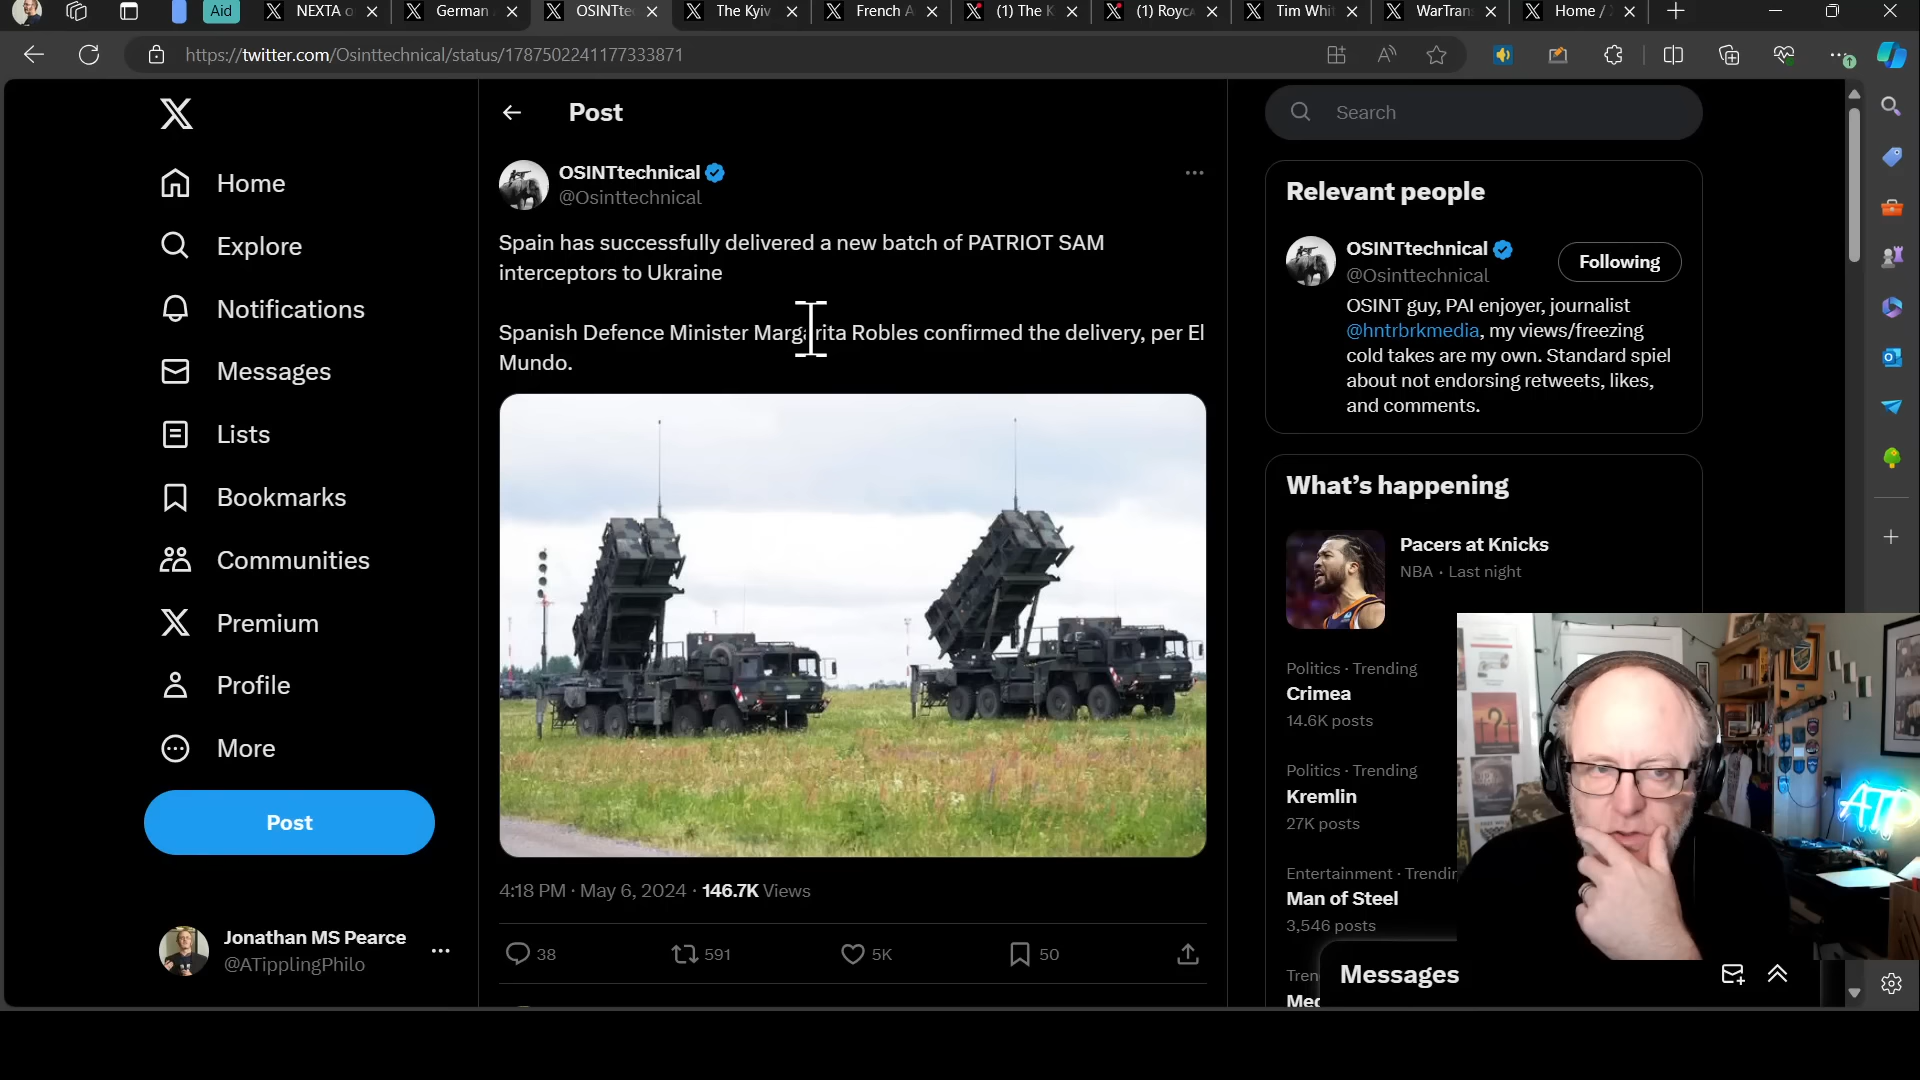 Aid
NEXTA o
German
OSINTte
The Kyiv
French A
(1) The K
(1) Royca
Tim Whi
WarTran
Home /
https://twitter.com/Osinttechnical/status/1787502241177333871
Home
Explore
Notifications
Messages
Lists
Bookmarks
Communities
Premium
Profile
More
Post
Jonathan MS Pearce
@ATipplingPhilo
Post
OSINTtechnical
@Osinttechnical
Spain has successfully delivered a new batch of PATRIOT SAM
interceptors to Ukraine
Spanish Defence Minister Margarita Robles confirmed the delivery, per El
Mundo.
4:18 PM · May 6, 2024 · 146.7K Views
38
591
5K
50
Search
Relevant people
OSINTtechnical
@Osinttechnical
Following
OSINT guy, PAI enjoyer, journalist
@hntrbrkmedia, my views/freezing
cold takes are my own. Standard spiel
about not endorsing retweets, likes,
and comments.
What's happening
Pacers at Knicks
NBA · Last night
Politics · Trending
Crimea
14.6K posts
Politics · Trending
Kremlin
27K posts
Entertainment · Trendin
Man of Steel
3,546 posts
Tren
Med
Messages
ATP